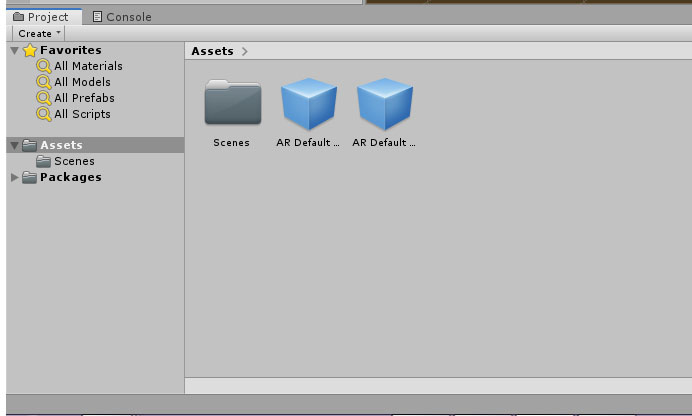 Project
Console
Create
Favorites
All Materials
All Models
All Prefabs
All Scripts
Assets
Scenes
Packages
Assets >
Scenes
AR Default ...
AR Default ...